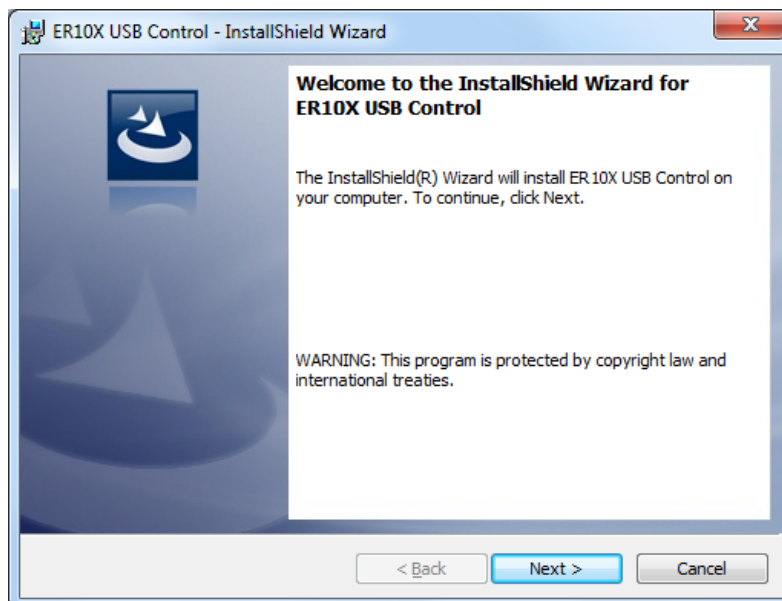 ER10X USB Control - InstallShield Wizard
Welcome to the InstallShield Wizard for
ER10X USB Control
The InstallShield(R) Wizard will install ER10X USB Control on
your computer. To continue, click Next.
WARNING: This program is protected by copyright law and
international treaties.
< Back
Next >
Cancel